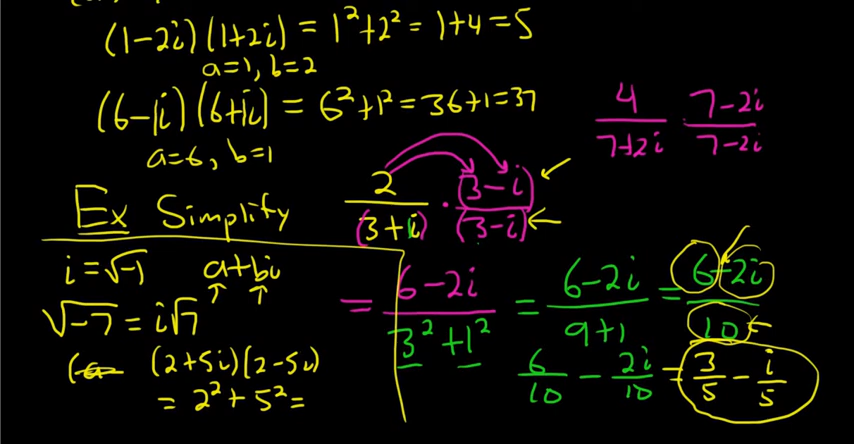 (1-2i)(1+2i) = 1²+2² = 1+4 = 5
a=1, b=2
(6-1i)(6+1i) = 6²+1² = 36+1 = 37
a=6, b=1
4/(7+2i) (7-2i)/(7-2i)
Ex Simplify 2/(3+i) · (3-i)/(3-i)
= (6-2i)/(3²+1²) = (6-2i)/(9+1) = (6-2i)/10
6/10 - 2i/10 = 3/5 - i/5
i = √-1 a+bi
√-7 = i√7
(2+5i)(2-5i)
= 2² + 5² =